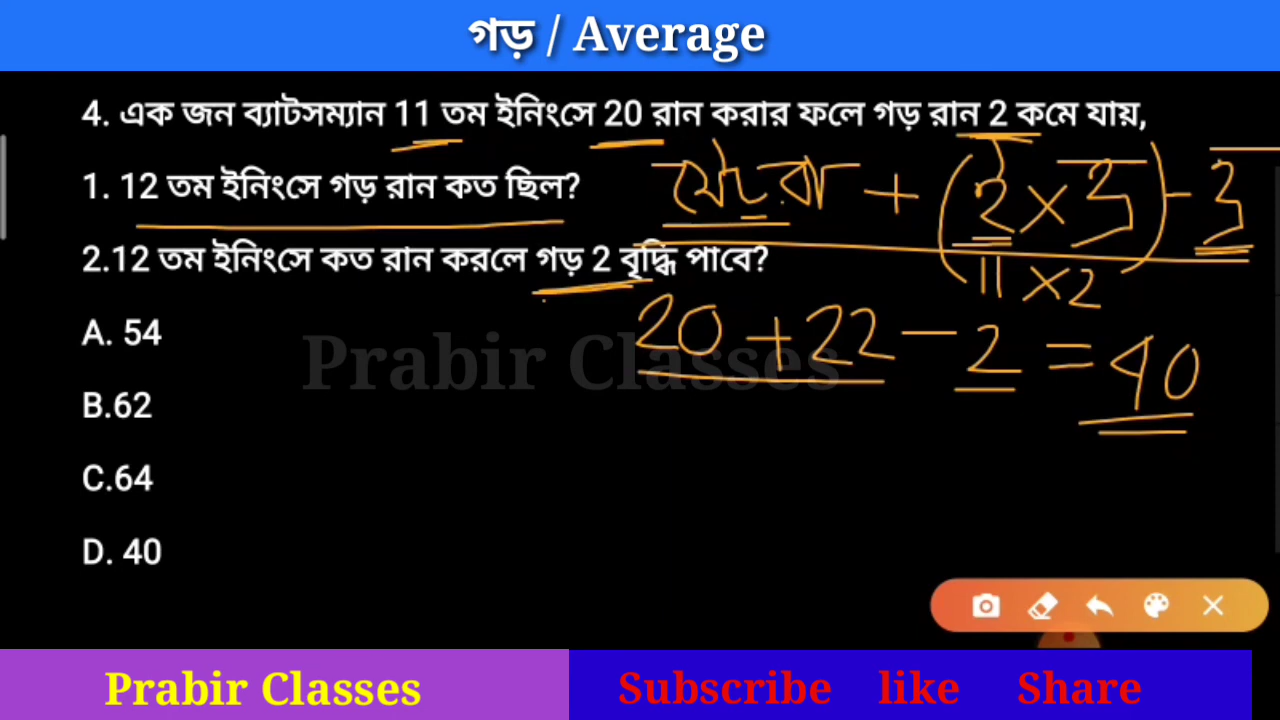 গড় / Average
4. এক জন ব্যাটসম্যান 11 তম ইনিংসে 20 রান করার ফলে গড় রান 2 কমে যায়,
1. 12 তম ইনিংসে গড় রান কত ছিল?
2.12 তম ইনিংসে কত রান করলে গড় 2 বৃদ্ধি পাবে?
A. 54
B.62
C.64
D. 40
11 × 2
20 + 22 - 2 = 40
Prabir Classes
Prabir Classes
Subscribe like Share